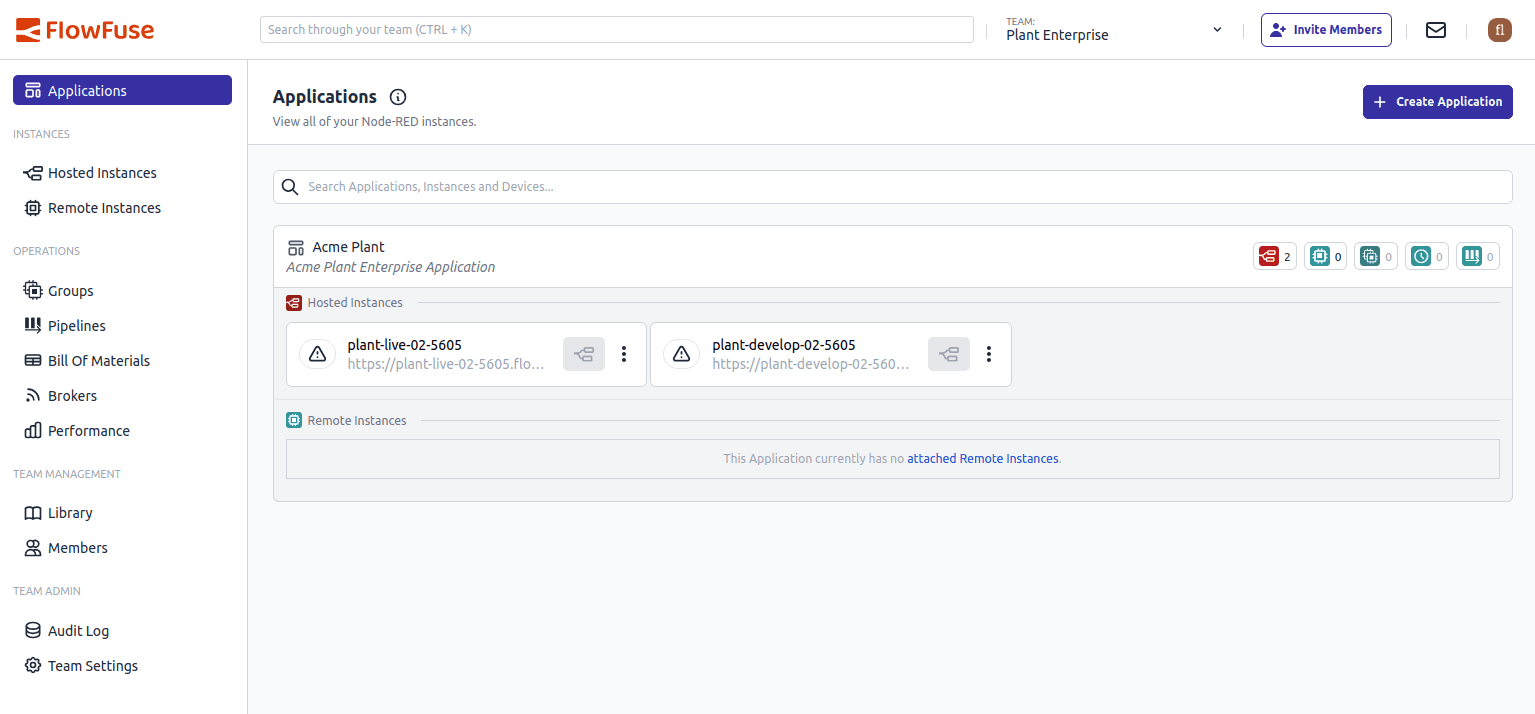 FlowFuse
Search through your team (CTRL + K)
TEAM:
Plant Enterprise
Invite Members
fl
Applications
INSTANCES
Hosted Instances
Remote Instances
OPERATIONS
Groups
Pipelines
Bill Of Materials
Brokers
Performance
TEAM MANAGEMENT
Library
Members
TEAM ADMIN
Audit Log
Team Settings
Applications
View all of your Node-RED instances.
Create Application
Search Applications, Instances and Devices...
Acme Plant
Acme Plant Enterprise Application
2 0 0 0 0
Hosted Instances
plant-live-02-5605
https://plant-live-02-5605.flo...
plant-develop-02-5605
https://plant-develop-02-560...
Remote Instances
This Application currently has no attached Remote Instances.